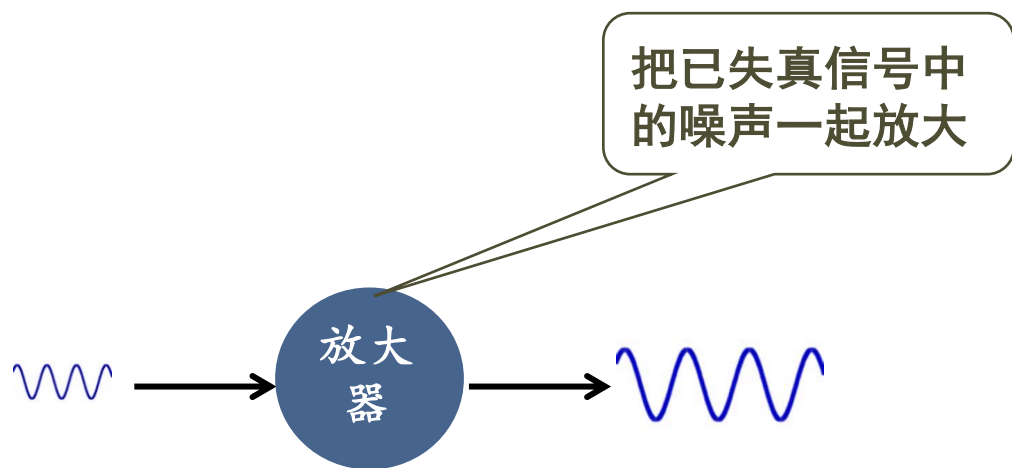 把已失真信号中
的噪声一起放大
放大
器